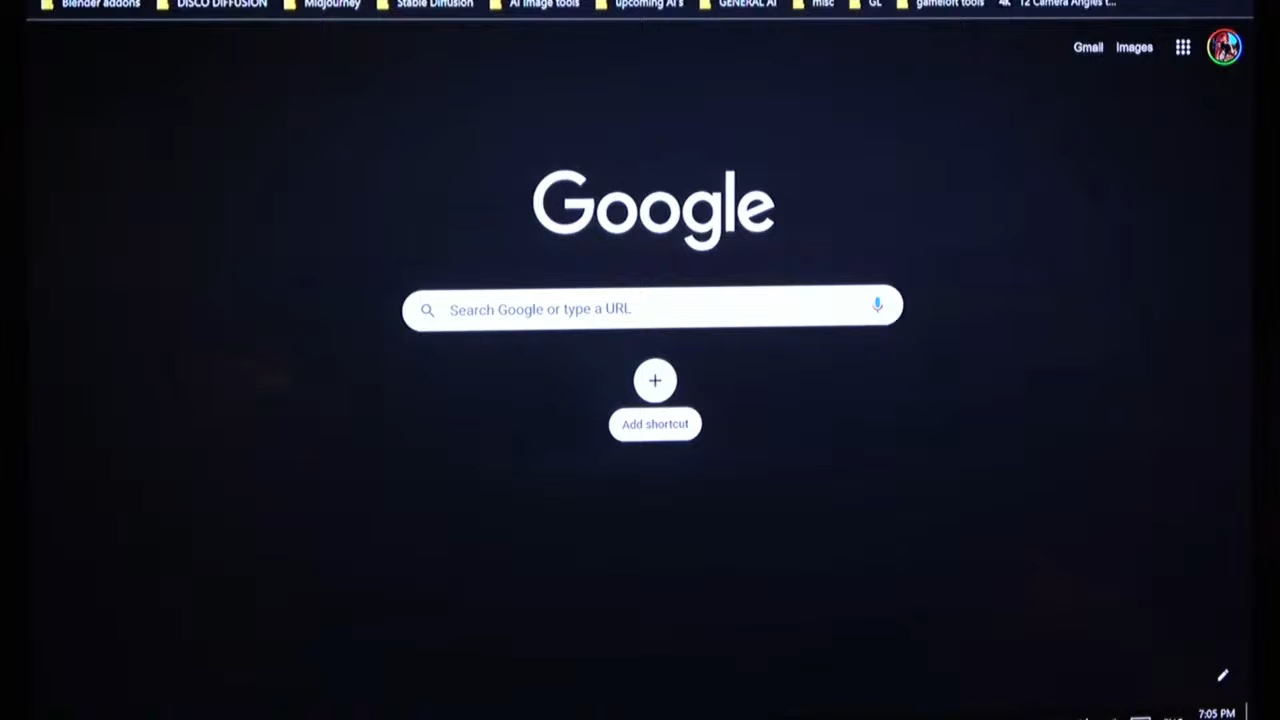 Blender addons DISCO DIFFUSION Midjourney Stable Diffusion AI image tools upcoming AI's GENERAL AI misc GL gameloft tools 12 Camera Angles t...
Gmail Images
Google
Search Google or type a URL
+
Add shortcut
7:05 PM